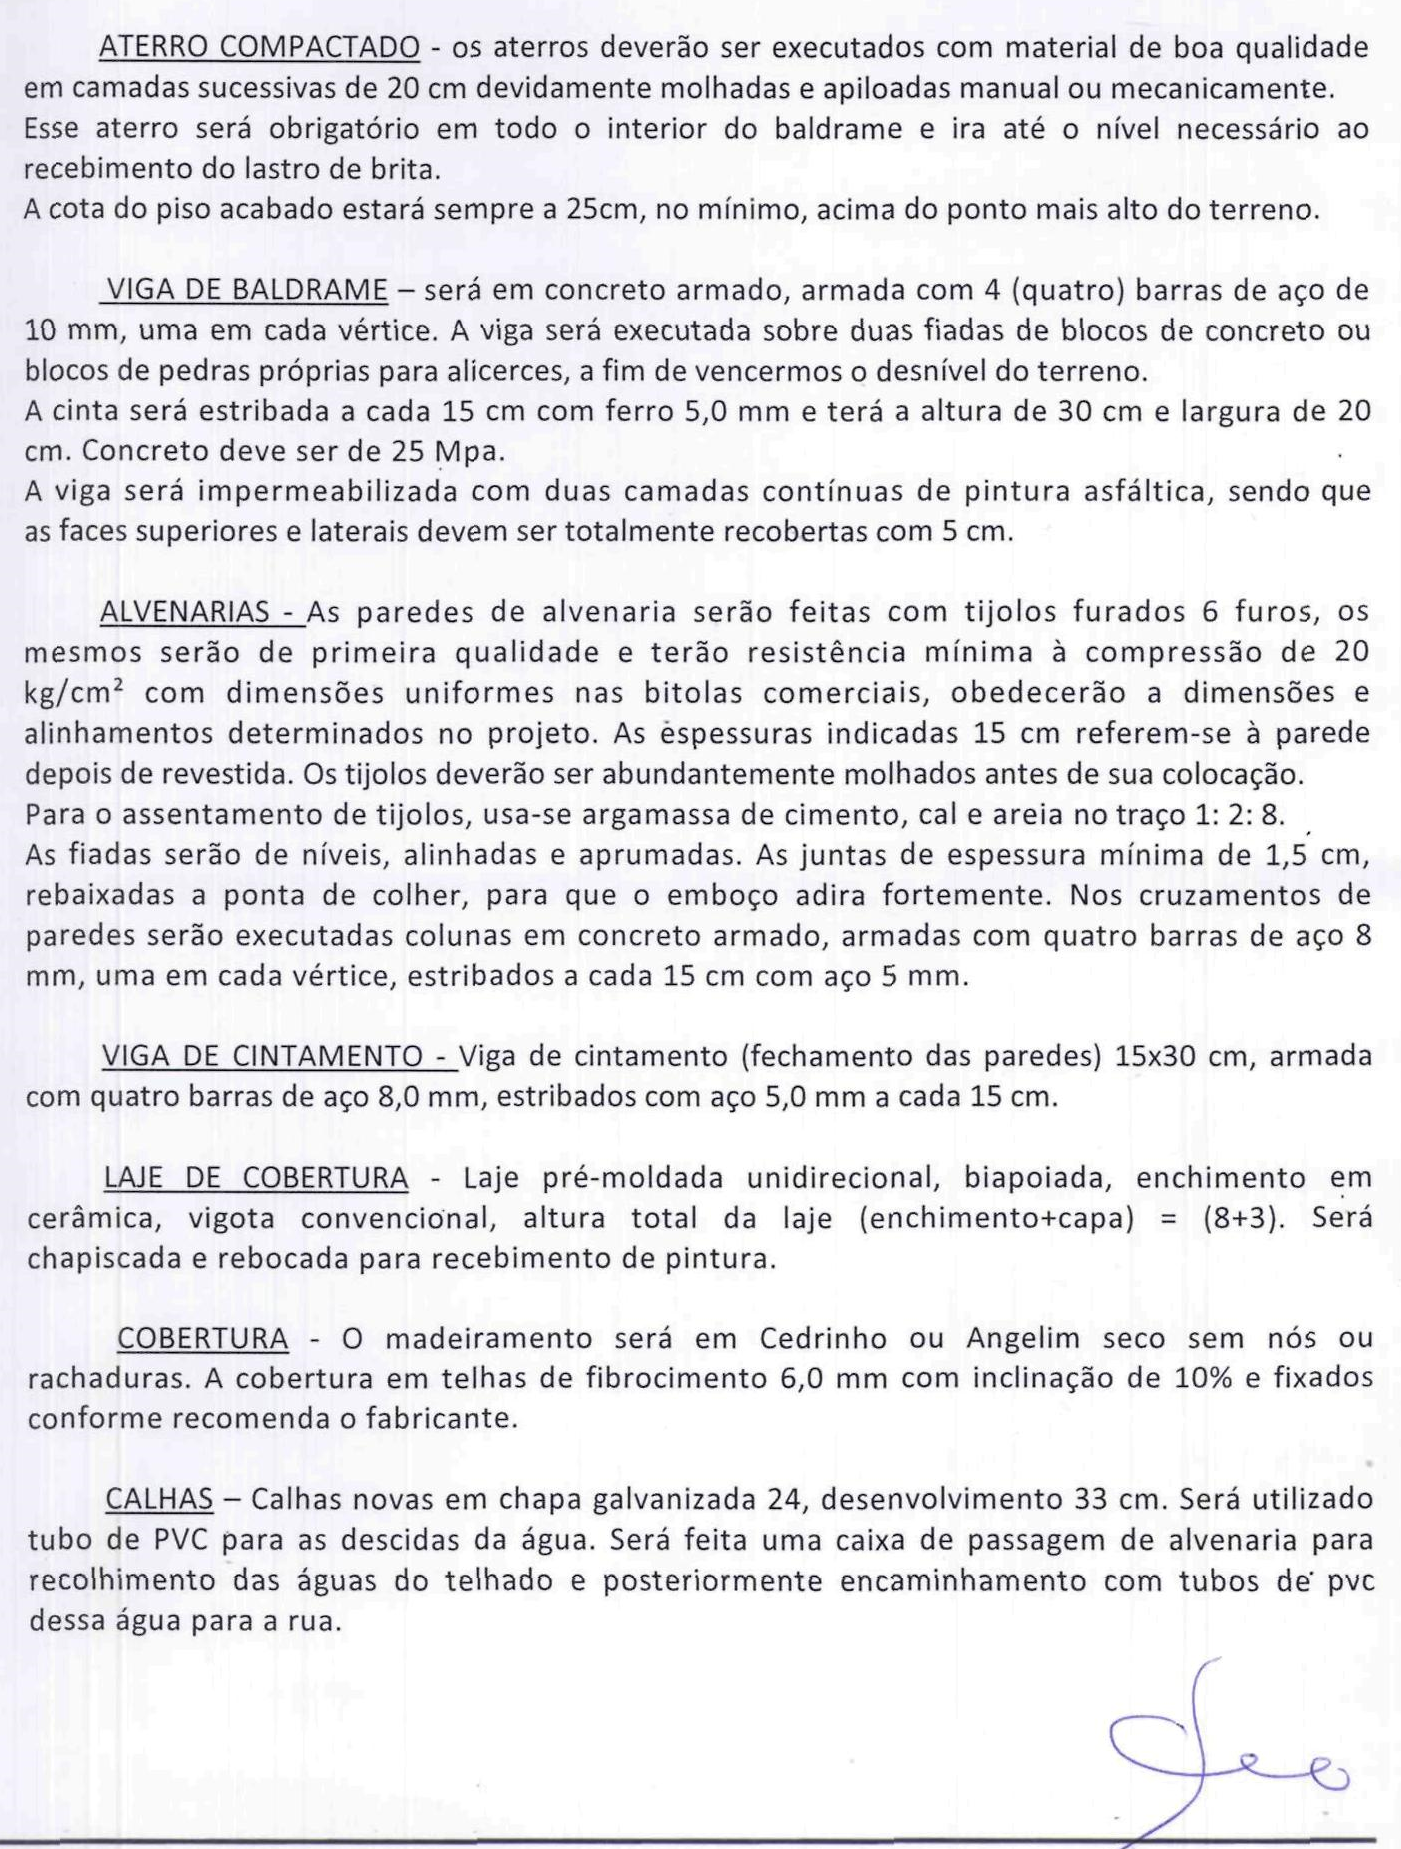 ATERRO COMPACTADO - os aterros deverão ser executados com material de boa qualidade
em camadas sucessivas de 20 cm devidamente molhadas e apiloadas manual ou mecanicamente.
Esse aterro será obrigatório em todo o interior do baldrame e ira até o nível necessário ao
recebimento do lastro de brita.
A cota do piso acabado estará sempre a 25cm, no mínimo, acima do ponto mais alto do terreno.
VIGA DE BALDRAME – será em concreto armado, armada com 4 (quatro) barras de aço de
10 mm, uma em cada vértice. A viga será executada sobre duas fiadas de blocos de concreto ou
blocos de pedras próprias para alicerces, a fim de vencermos o desnível do terreno.
A cinta será estribada a cada 15 cm com ferro 5,0 mm e terá a altura de 30 cm e largura de 20
cm. Concreto deve ser de 25 Mpa.
A viga será impermeabilizada com duas camadas contínuas de pintura asfáltica, sendo que
as faces superiores e laterais devem ser totalmente recobertas com 5 cm.
ALVENARIAS - As paredes de alvenaria serão feitas com tijolos furados 6 furos, os
mesmos serão de primeira qualidade e terão resistência mínima à compressão de 20
kg/cm² com dimensões uniformes nas bitolas comerciais, obedecerão a dimensões e
alinhamentos determinados no projeto. As espessuras indicadas 15 cm referem-se à parede
depois de revestida. Os tijolos deverão ser abundantemente molhados antes de sua colocação.
Para o assentamento de tijolos, usa-se argamassa de cimento, cal e areia no traço 1: 2: 8.
As fiadas serão de níveis, alinhadas e aprumadas. As juntas de espessura mínima de 1,5 cm,
rebaixadas a ponta de colher, para que o emboço adira fortemente. Nos cruzamentos de
paredes serão executadas colunas em concreto armado, armadas com quatro barras de aço 8
mm, uma em cada vértice, estribados a cada 15 cm com aço 5 mm.
VIGA DE CINTAMENTO - Viga de cintamento (fechamento das paredes) 15x30 cm, armada
com quatro barras de aço 8,0 mm, estribados com aço 5,0 mm a cada 15 cm.
LAJE DE COBERTURA - Laje pré-moldada unidirecional, biapoiada, enchimento em
cerâmica, vigota convencional, altura total da laje (enchimento+capa) = (8+3). Será
chapiscada e rebocada para recebimento de pintura.
COBERTURA - O madeiramento será em Cedrinho ou Angelim seco sem nós ou
rachaduras. A cobertura em telhas de fibrocimento 6,0 mm com inclinação de 10% e fixados
conforme recomenda o fabricante.
CALHAS – Calhas novas em chapa galvanizada 24, desenvolvimento 33 cm. Será utilizado
tubo de PVC para as descidas da água. Será feita uma caixa de passagem de alvenaria para
recolhimento das águas do telhado e posteriormente encaminhamento com tubos de pvc
dessa água para a rua.